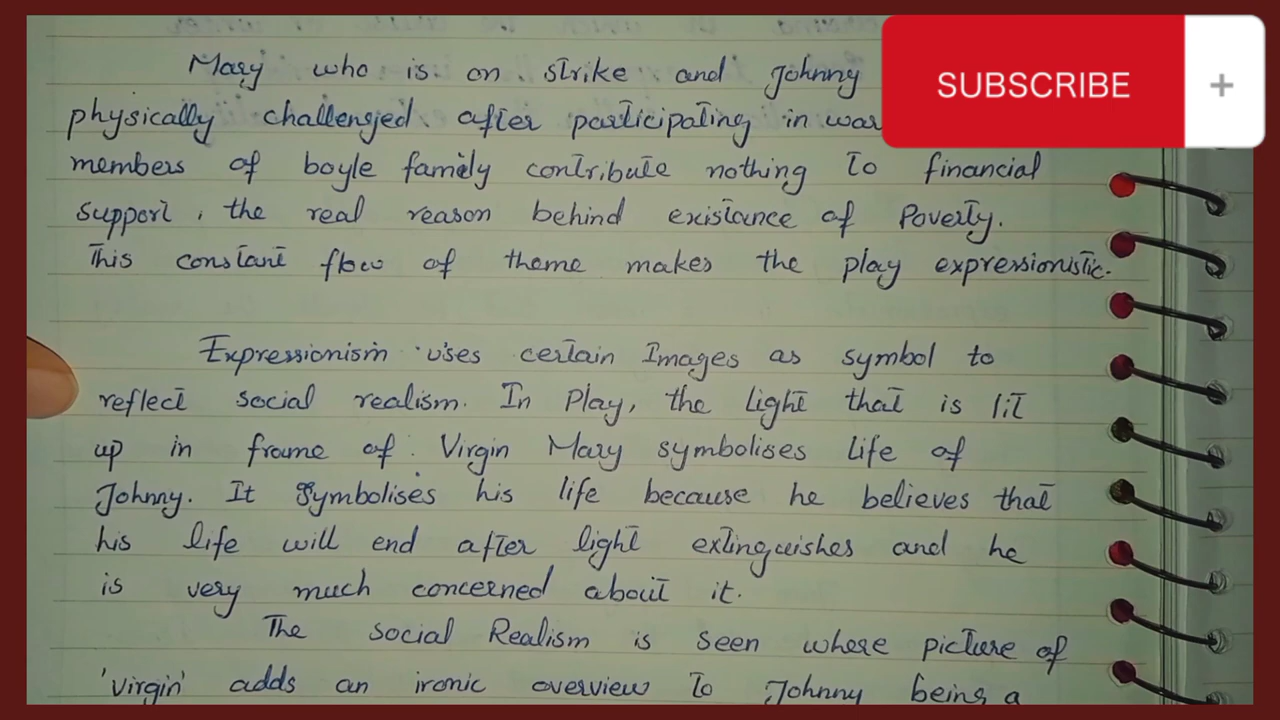 Mary who is on strike and Johnny
SUBSCRIBE +
physically challenged after participating in war
members of boyle family contribute nothing to financial
support, the real reason behind existance of Poverty.
This constant flow of theme makes the play expressionistic.
Expressionism uses certain Images as symbol to
reflect social realism. In Play, the light that is lit
up in frame of Virgin Mary symbolises life of
Johnny. It Symbolises his life because he believes that
his life will end after light extinguishes and he
is very much concerned about it.
The Social Realism is seen where picture of
'virgin' adds an ironic overview to Johnny being a